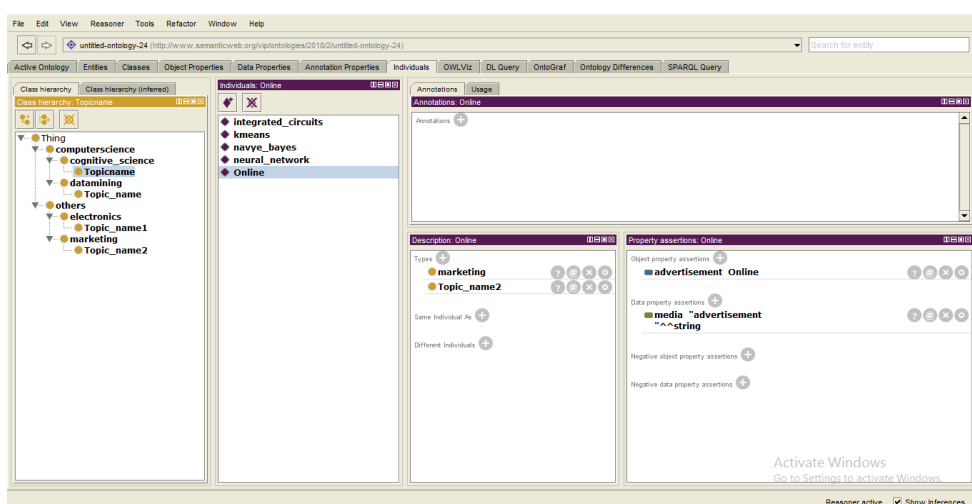 File Edit View Reasoner Tools Refactor Window Help
untitled-ontology-24 (http://www.semanticweb.org/vip/ontologies/2018/2/untitled-ontology-24)
Search for entity
Active Ontology Entities Classes Object Properties Data Properties Annotation Properties Individuals OWLViz DL Query OntoGraf Ontology Differences SPARQL Query
Class hierarchy Class hierarchy (inferred)
Class hierarchy: Topicname
Thing
computerscience
cognitive_science
Topicname
datamining
Topic_name
others
electronics
Topic_name1
marketing
Topic_name2
Individuals: Online
integrated_circuits
kmeans
navye_bayes
neural_network
Online
Annotations Usage
Annotations: Online
Annotations
Description: Online
Types
marketing
Topic_name2
Same Individual As
Different Individuals
Property assertions: Online
Object property assertions
advertisement Online
Data property assertions
media "advertisement
"^^string
Negative object property assertions
Negative data property assertions
Activate Windows
Go to Settings to activate Windows.
Reasoner active Show Inferences